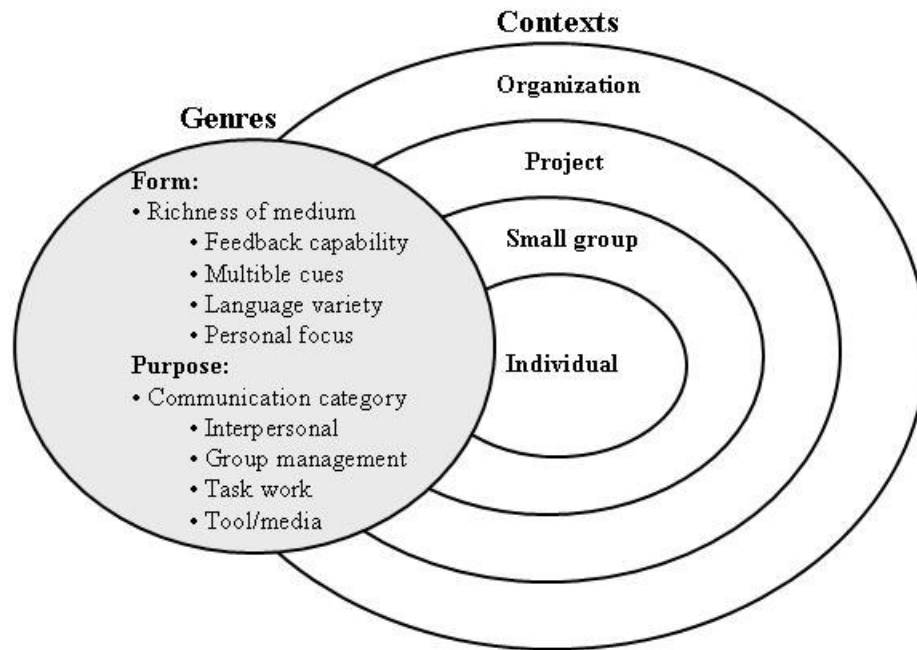 Contexts
Organization
Genres
Project
Form:
• Richness of medium
• Feedback capability
• Multible cues
• Language variety
• Personal focus
Small group
Individual
Purpose:
• Communication category
• Interpersonal
• Group management
• Task work
• Tool/media